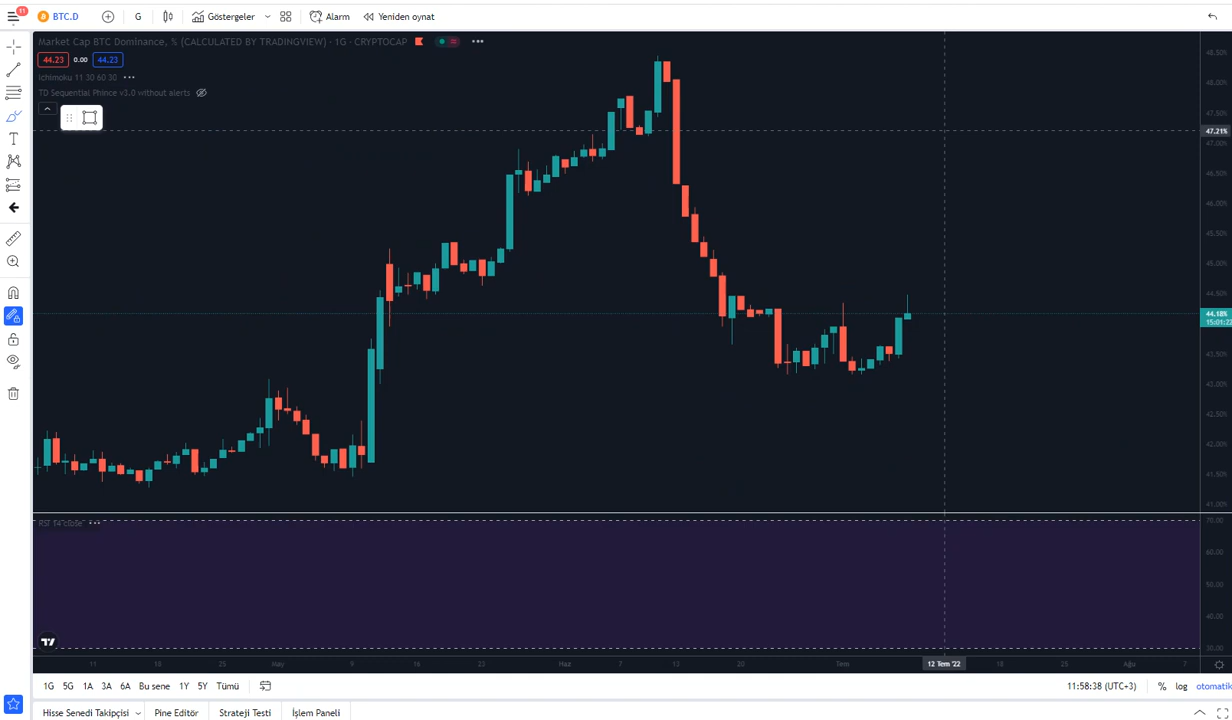 11
BTC.D
G
Göstergeler
Alarm
Yeniden oynat
Market Cap BTC Dominance, % (CALCULATED BY TRADINGVIEW) · 1G · CRYPTOCAP
44.23 0.00 44.23
Ichimoku 11 30 60 30
TD Sequential Phince v3.0 without alerts
48.50%
48.00%
47.50%
47.21%
47.00%
46.50%
46.00%
45.50%
45.00%
44.50%
44.18%
15:01:22
43.50%
43.00%
42.50%
42.00%
41.50%
41.00%
RSI 14 close
70.00
60.00
50.00
40.00
30.00
11 18 25 May 9 16 23 Haz 7 13 20 Tem 12 Tem '22 18 25 Ağu 7
1G 5G 1A 3A 6A Bu sene 1Y 5Y Tümü
11:58:38 (UTC+3) % log otomatik
Hisse Senedi Takipçisi Pine Editör Strateji Testi İşlem Paneli